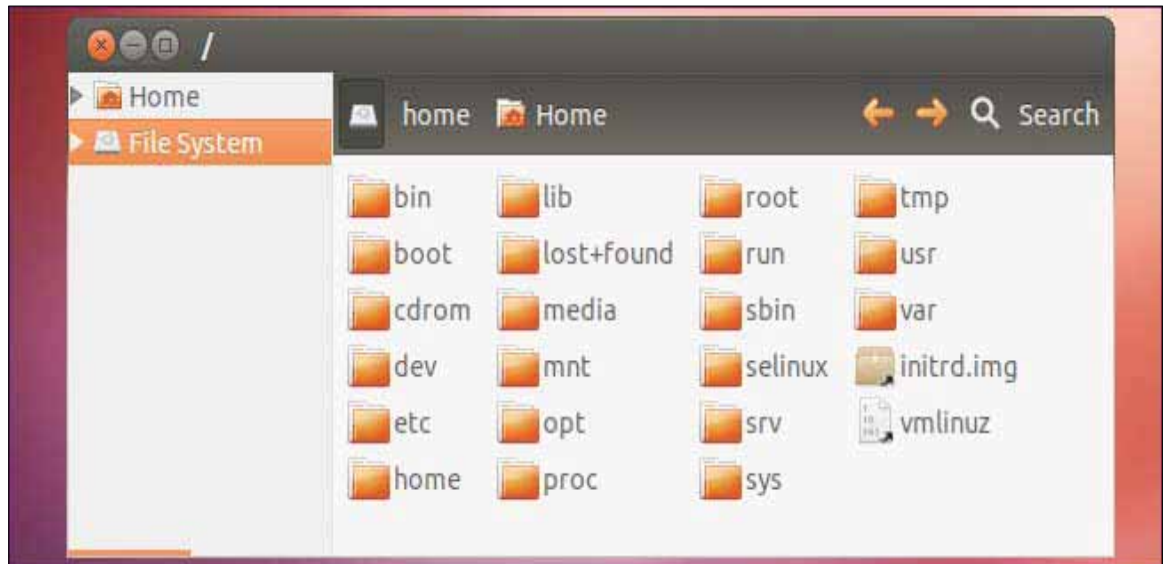 /
Home
File System
home Home Search
bin lib root tmp
boot lost+found run usr
cdrom media sbin var
dev mnt selinux initrd.img
etc opt srv vmlinuz
home proc sys